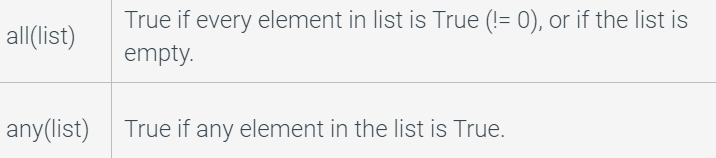 all(list)
True if every element in list is True (!= 0), or if the list is
empty.
any(list)
True if any element in the list is True.